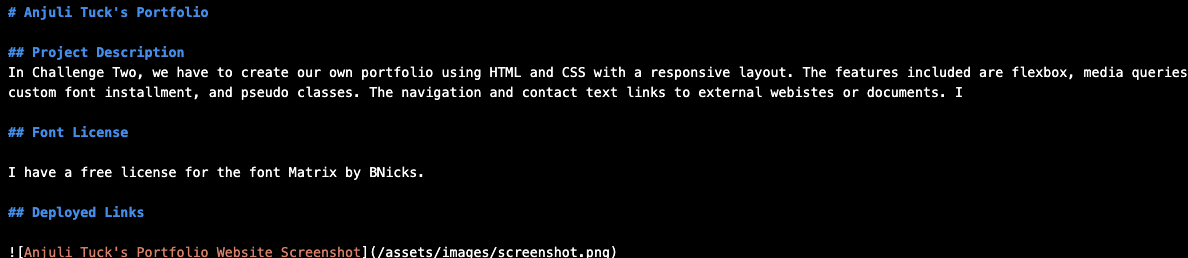 # Anjuli Tuck's Portfolio
## Project Description
In Challenge Two, we have to create our own portfolio using HTML and CSS with a responsive layout. The features included are flexbox, media queries
custom font installment, and pseudo classes. The navigation and contact text links to external webistes or documents. I
## Font License
I have a free license for the font Matrix by BNicks.
## Deployed Links
![Anjuli Tuck's Portfolio Website Screenshot](/assets/images/screenshot.png)